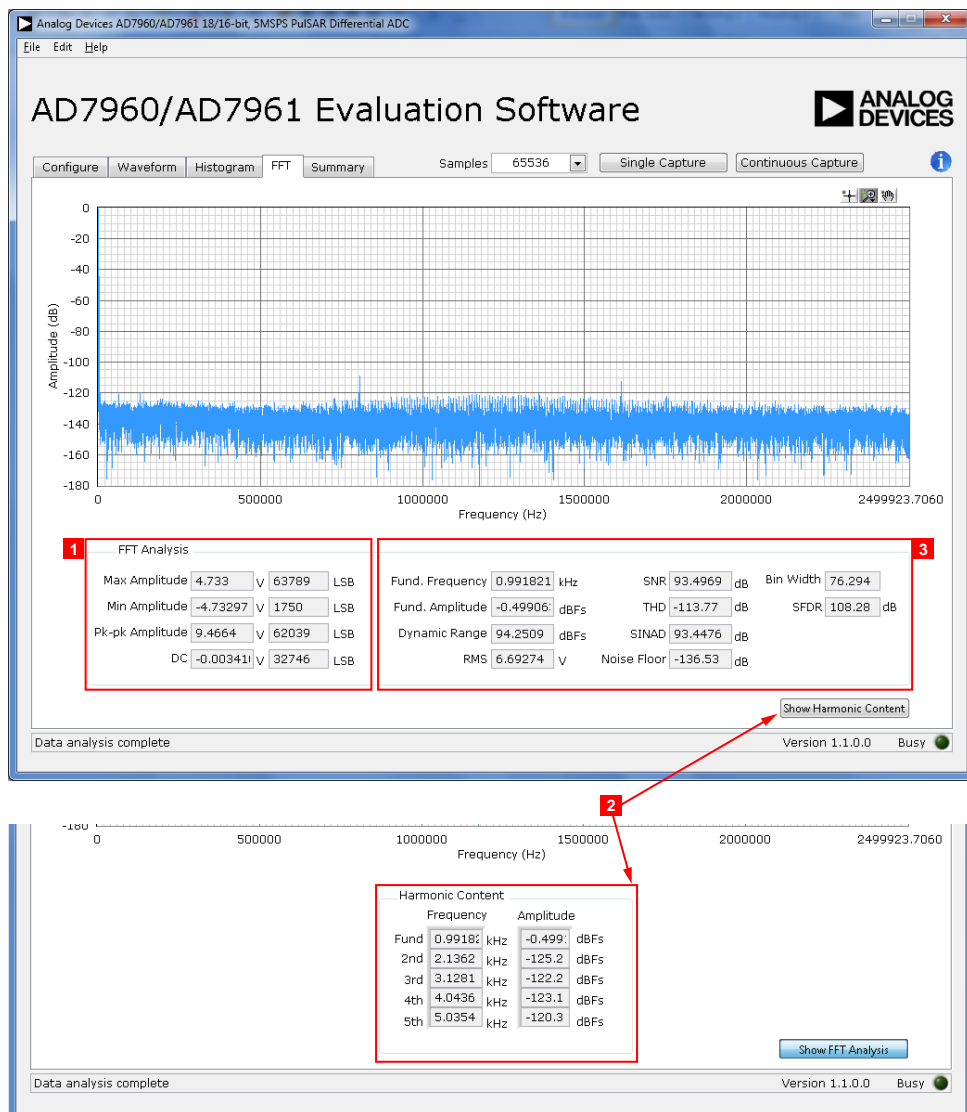 Analog Devices AD7960/AD7961 18/16-bit, 5MSPS PulSAR Differential ADC
File Edit Help
AD7960/AD7961 Evaluation Software
ANALOG
DEVICES
Configure Waveform Histogram FFT Summary Samples 65536 Single Capture Continuous Capture
0
-20
-40
-60
-80
-100
-120
-140
-160
-180
Amplitude (dB)
0 500000 1000000 1500000 2000000 2499923.7060
Frequency (Hz)
1
3
FFT Analysis
Max Amplitude 4.733 V 63789 LSB
Min Amplitude -4.73297 V 1750 LSB
Pk-pk Amplitude 9.4664 V 62039 LSB
DC -0.00341 V 32746 LSB
Fund. Frequency 0.991821 kHz SNR 93.4969 dB Bin Width 76.294
Fund. Amplitude -0.49906 dBFs THD -113.77 dB SFDR 108.28 dB
Dynamic Range 94.2509 dBFs SINAD 93.4476 dB
RMS 6.69274 V Noise Floor -136.53 dB
Show Harmonic Content
Data analysis complete Version 1.1.0.0 Busy
2
-180
0 500000 1000000 1500000 2000000 2499923.7060
Frequency (Hz)
Harmonic Content
Frequency Amplitude
Fund 0.9918 kHz -0.499 dBFs
2nd 2.1362 kHz -125.2 dBFs
3rd 3.1281 kHz -122.2 dBFs
4th 4.0436 kHz -123.1 dBFs
5th 5.0354 kHz -120.3 dBFs
Show FFT Analysis
Data analysis complete Version 1.1.0.0 Busy